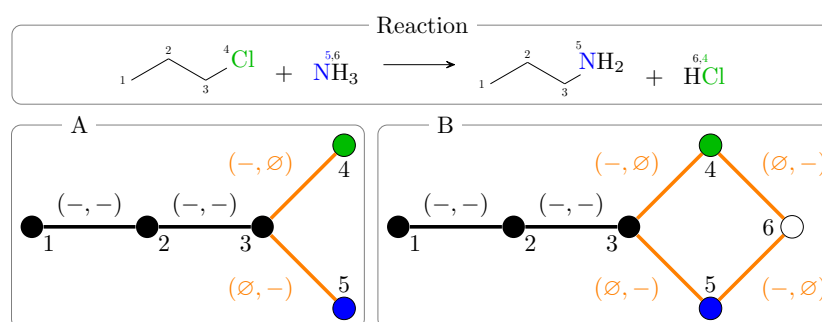 Reaction
1 2 3 4 Cl + 5,6 NH3 1 2 3 5 NH2 + 6,4 HCl
A B
(−, ∅) 4 (−, ∅) 4 (∅, −)
(−, −) (−, −) (−, −) (−, −)
1 2 3 1 2 3 6
(∅, −) 5 (∅, −) 5 (−, ∅)